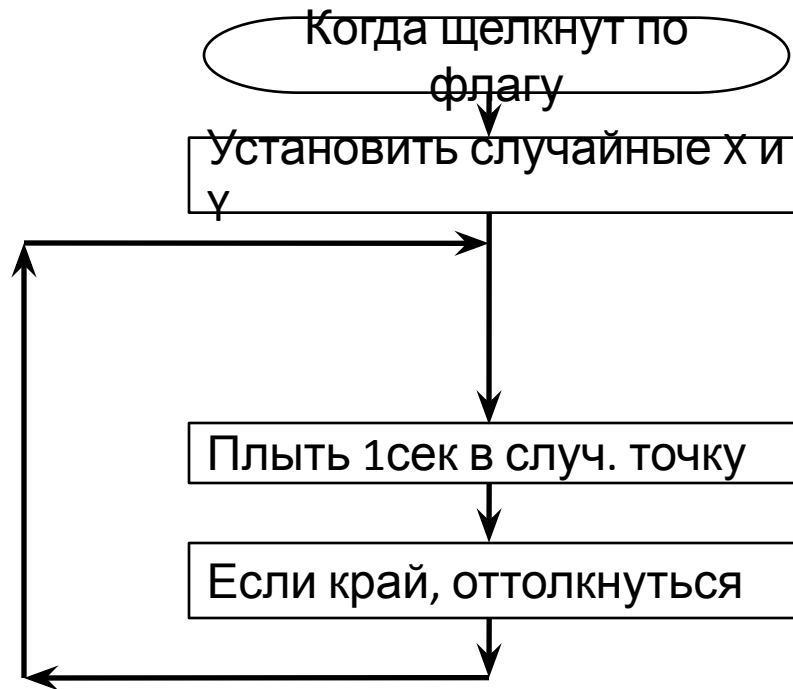 Когда щелкнут по
флагу
Установить случайные X и
Y
Плыть 1сек в случ. точку
Если край, оттолкнуться